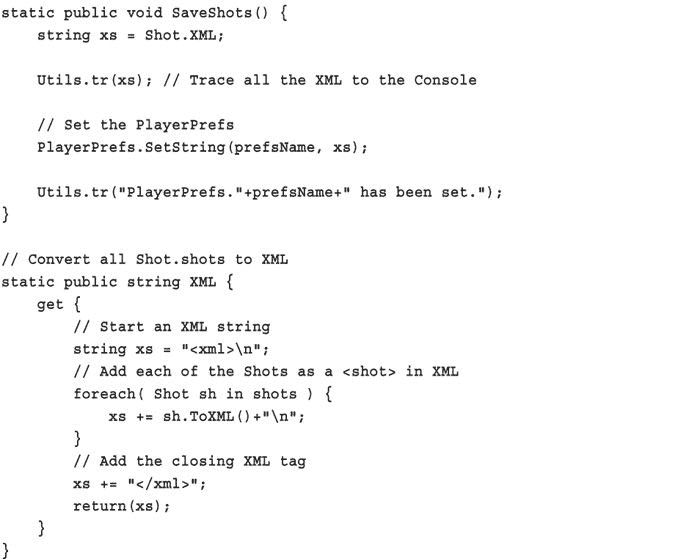 static public void SaveShots() {
    string xs = Shot.XML;

    Utils.tr(xs); // Trace all the XML to the Console

    // Set the PlayerPrefs
    PlayerPrefs.SetString(prefsName, xs);

    Utils.tr("PlayerPrefs."+prefsName+" has been set.");
}

// Convert all Shot.shots to XML
static public string XML {
    get {
        // Start an XML string
        string xs = "<xml>\n";
        // Add each of the Shots as a <shot> in XML
        foreach( Shot sh in shots ) {
            xs += sh.ToXML()+"\n";
        }
        // Add the closing XML tag
        xs += "</xml>";
        return(xs);
    }
}